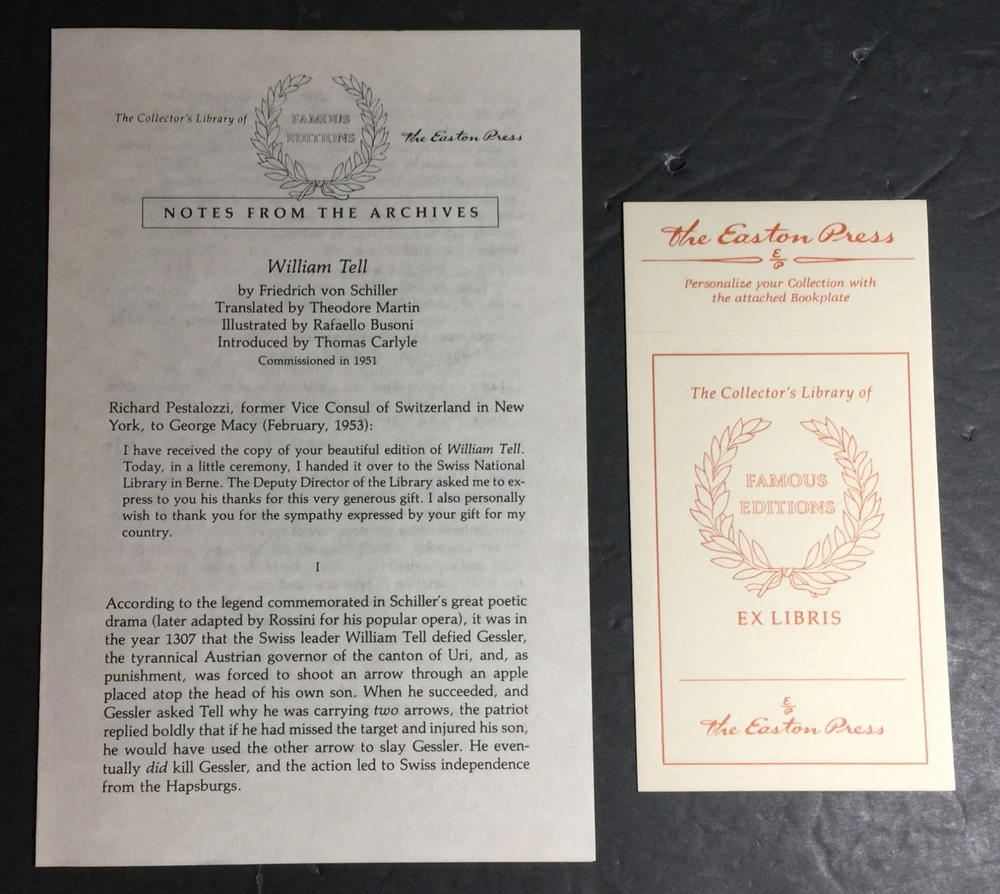 The Collector's Library of
FAMOUS
EDITIONS
The Easton Press
NOTES FROM THE ARCHIVES
William Tell
by Friedrich von Schiller
Translated by Theodore Martin
Illustrated by Rafaello Busoni
Introduced by Thomas Carlyle
Commissioned in 1951
Richard Pestalozzi, former Vice Consul of Switzerland in New
York, to George Macy (February, 1953):
I have received the copy of your beautiful edition of William Tell.
Today, in a little ceremony, I handed it over to the Swiss National
Library in Berne. The Deputy Director of the Library asked me to ex-
press to you his thanks for this very generous gift. I also personally
wish to thank you for the sympathy expressed by your gift for my
country.
I
According to the legend commemorated in Schiller's great poetic
drama (later adapted by Rossini for his popular opera), it was in
the year 1307 that the Swiss leader William Tell defied Gessler,
the tyrannical Austrian governor of the canton of Uri, and, as
punishment, was forced to shoot an arrow through an apple
placed atop the head of his own son. When he succeeded, and
Gessler asked Tell why he was carrying two arrows, the patriot
replied boldly that if he had missed the target and injured his son,
he would have used the other arrow to slay Gessler. He even-
tually did kill Gessler, and the action led to Swiss independence
from the Hapsburgs.
The Easton Press
EP
Personalize your Collection with
the attached Bookplate
The Collector's Library of
FAMOUS
EDITIONS
EX LIBRIS
EP
The Easton Press